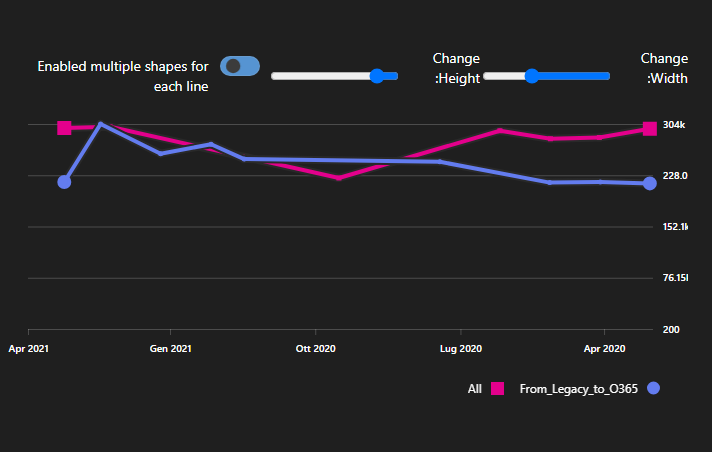 Enabled multiple shapes for
each line
Change
:Height
Change
:Width
304k
228.0
152.1k
76.15k
200
Apr 2021
Gen 2021
Ott 2020
Lug 2020
Apr 2020
All
From_Legacy_to_O365